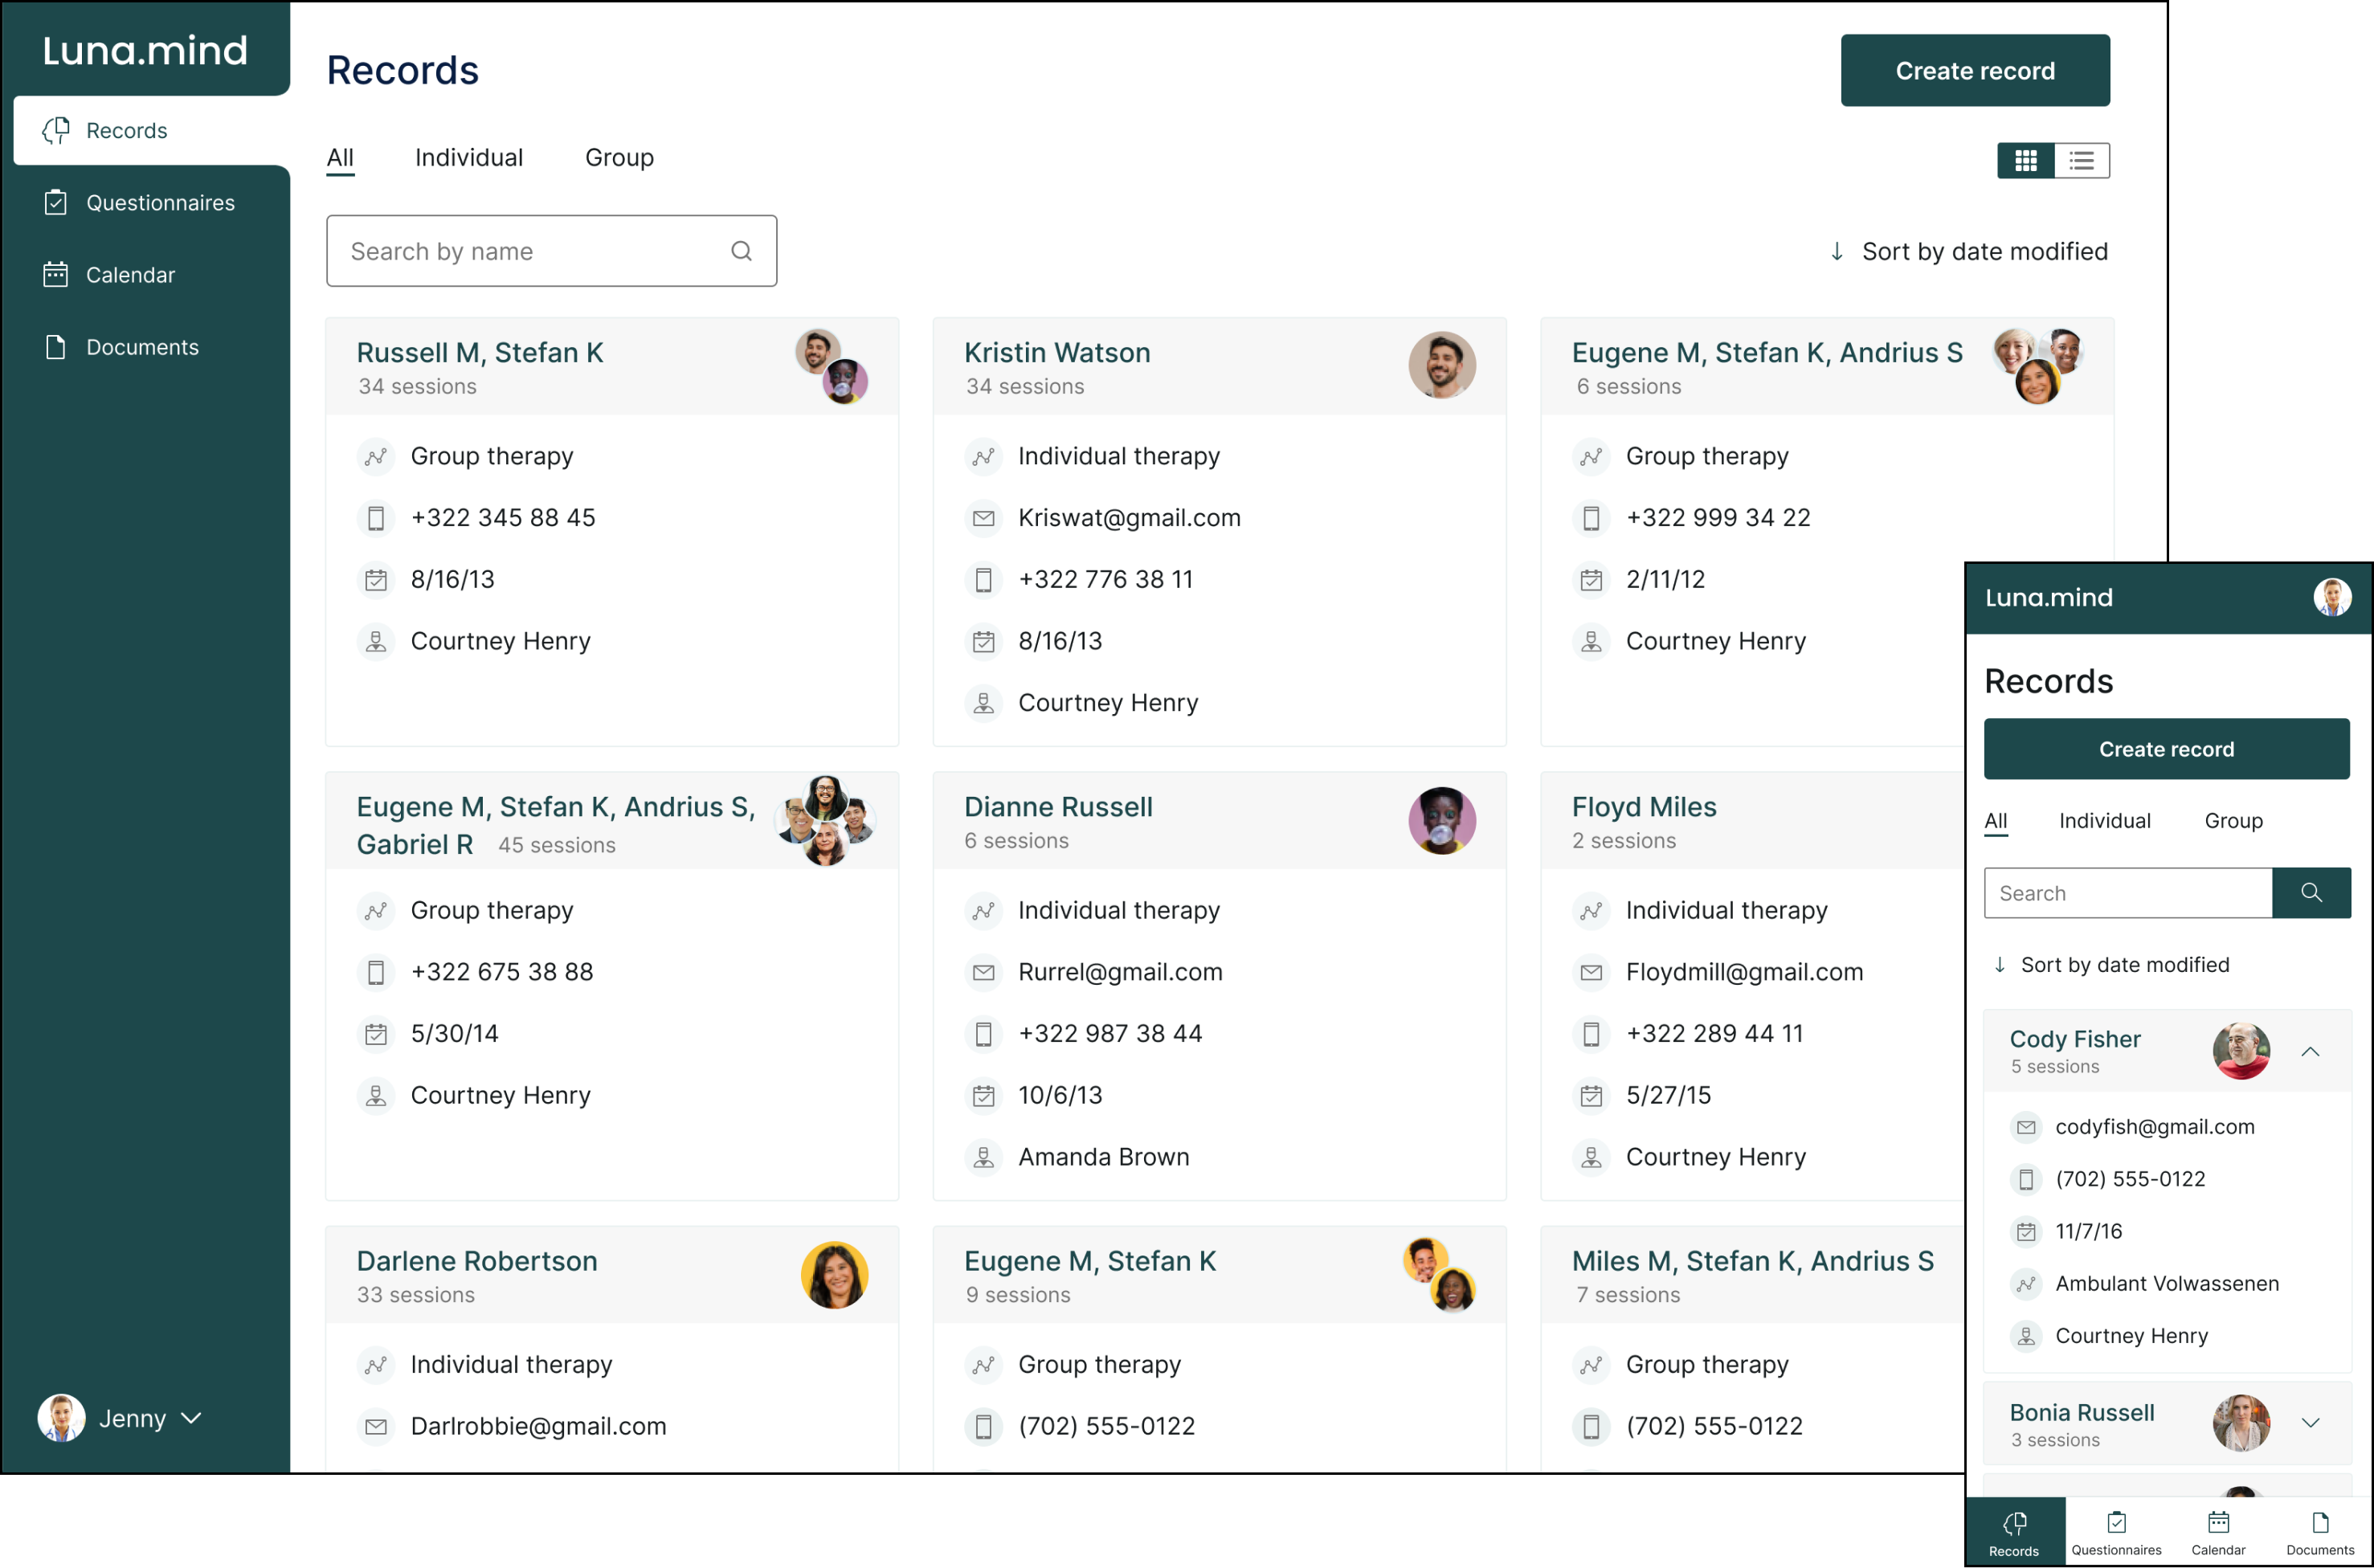 Luna.mind
Records
Questionnaires
Calendar
Documents
Jenny
Records
Create record
All
Individual
Group
Search by name
Sort by date modified
Russell M, Stefan K
34 sessions
Group therapy
+322 345 88 45
8/16/13
Courtney Henry
Kristin Watson
34 sessions
Individual therapy
Kriswat@gmail.com
+322 776 38 11
8/16/13
Courtney Henry
Eugene M, Stefan K, Andrius S
6 sessions
Group therapy
+322 999 34 22
2/11/12
Courtney Henry
Eugene M, Stefan K, Andrius S,
Gabriel R 45 sessions
Group therapy
+322 675 38 88
5/30/14
Courtney Henry
Dianne Russell
6 sessions
Individual therapy
Rurrel@gmail.com
+322 987 38 44
10/6/13
Amanda Brown
Floyd Miles
2 sessions
Individual therapy
Floydmill@gmail.com
+322 289 44 11
5/27/15
Courtney Henry
Darlene Robertson
33 sessions
Individual therapy
Darlrobbie@gmail.com
Eugene M, Stefan K
9 sessions
Group therapy
(702) 555-0122
Miles M, Stefan K, Andrius S
7 sessions
Group therapy
(702) 555-0122
Luna.mind
Records
Create record
All
Individual
Group
Search
Sort by date modified
Cody Fisher
5 sessions
codyfish@gmail.com
(702) 555-0122
11/7/16
Ambulant Volwassenen
Courtney Henry
Bonia Russell
3 sessions
Records
Questionnaires
Calendar
Documents